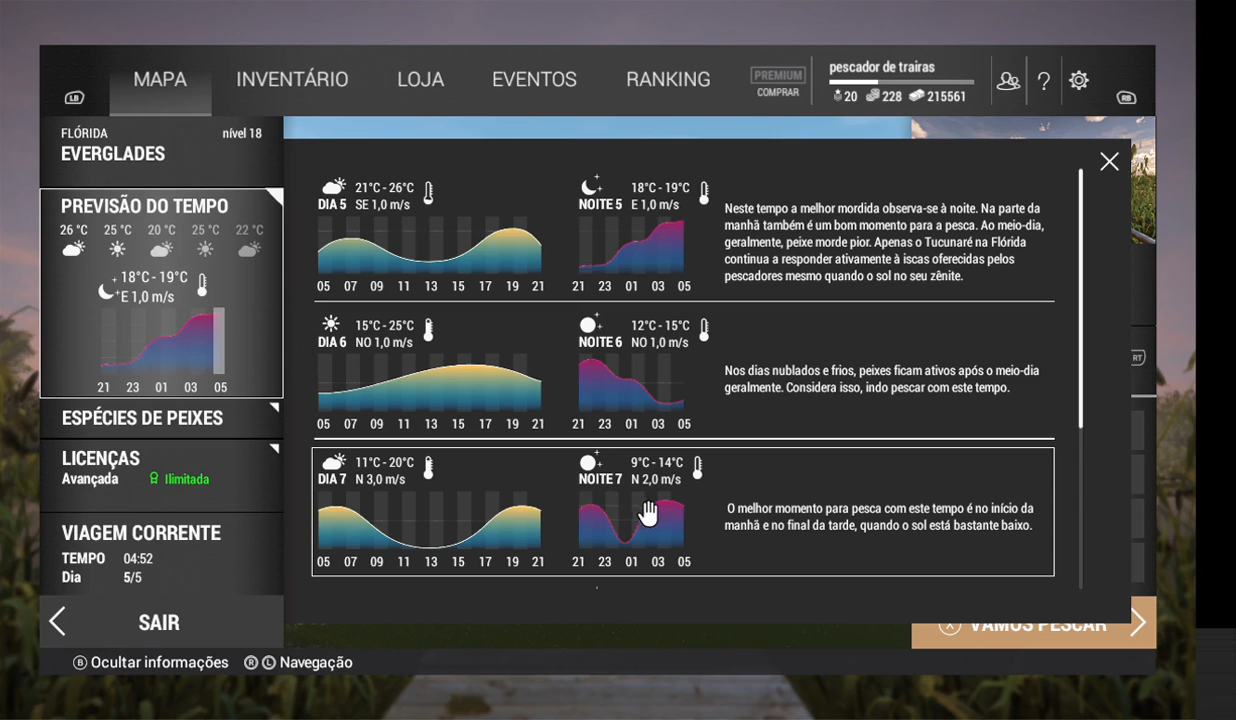 MAPA
INVENTÁRIO
LOJA
EVENTOS
RANKING
PREMIUM
COMPRAR
pescador de trairas
20 228 215561
?
LB
RB
FLÓRIDA
nível 18
EVERGLADES
PREVISÃO DO TEMPO
26 °C 25 °C 20 °C 25 °C 22 °C
18°C - 19°C
E 1,0 m/s
21 23 01 03 05
ESPÉCIES DE PEIXES
LICENÇAS
Avançada Ilimitada
VIAGEM CORRENTE
TEMPO 04:52
Dia 5/5
SAIR
21°C - 26°C
DIA 5 SE 1,0 m/s
05 07 09 11 13 15 17 19 21
18°C - 19°C
NOITE 5 E 1,0 m/s
21 23 01 03 05
Neste tempo a melhor mordida observa-se à noite. Na parte da
manhã também é um bom momento para a pesca. Ao meio-dia,
geralmente, peixe morde pior. Apenas o Tucunaré na Flórida
continua a responder ativamente à iscas oferecidas pelos
pescadores mesmo quando o sol no seu zênite.
15°C - 25°C
DIA 6 NO 1,0 m/s
05 07 09 11 13 15 17 19 21
12°C - 15°C
NOITE 6 NO 1,0 m/s
21 23 01 03 05
Nos dias nublados e frios, peixes ficam ativos após o meio-dia
geralmente. Considera isso, indo pescar com este tempo.
11°C - 20°C
DIA 7 N 3,0 m/s
05 07 09 11 13 15 17 19 21
9°C - 14°C
NOITE 7 N 2,0 m/s
21 23 01 03 05
O melhor momento para pesca com este tempo é no início da
manhã e no final da tarde, quando o sol está bastante baixo.
RT
X VAMOS PESCAR
B Ocultar informações R L Navegação